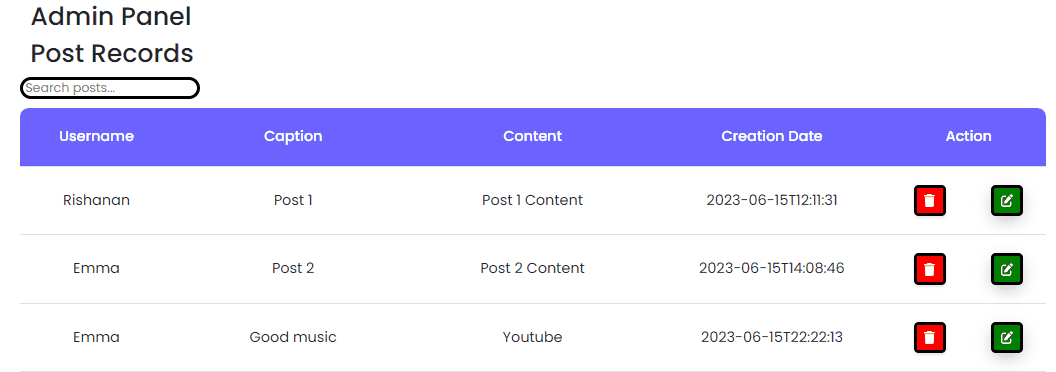 Admin Panel
Post Records
Search posts...
Username Caption Content Creation Date Action
Rishanan Post 1 Post 1 Content 2023-06-15T12:11:31
Emma Post 2 Post 2 Content 2023-06-15T14:08:46
Emma Good music Youtube 2023-06-15T22:22:13